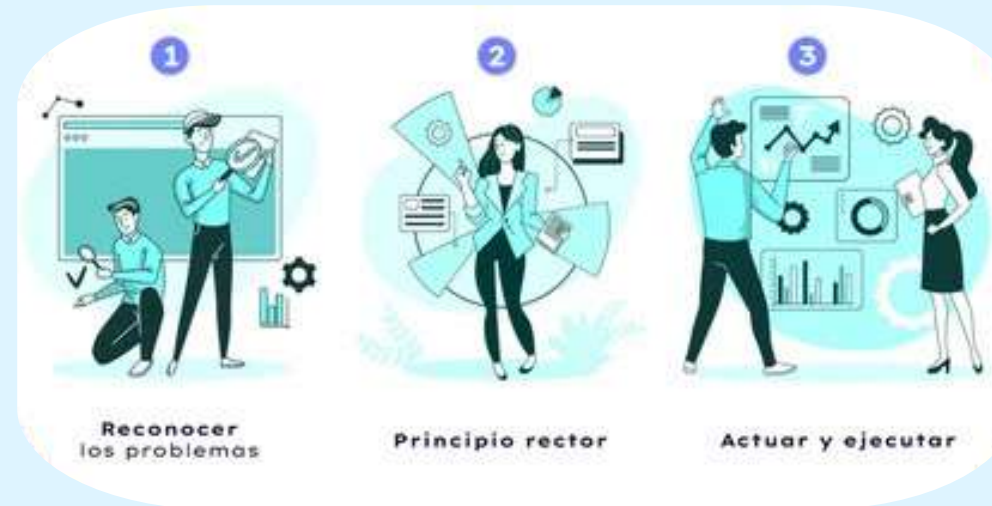 1
2
3
Reconocer
los problemas
Principio rector
Actuar y ejecutar